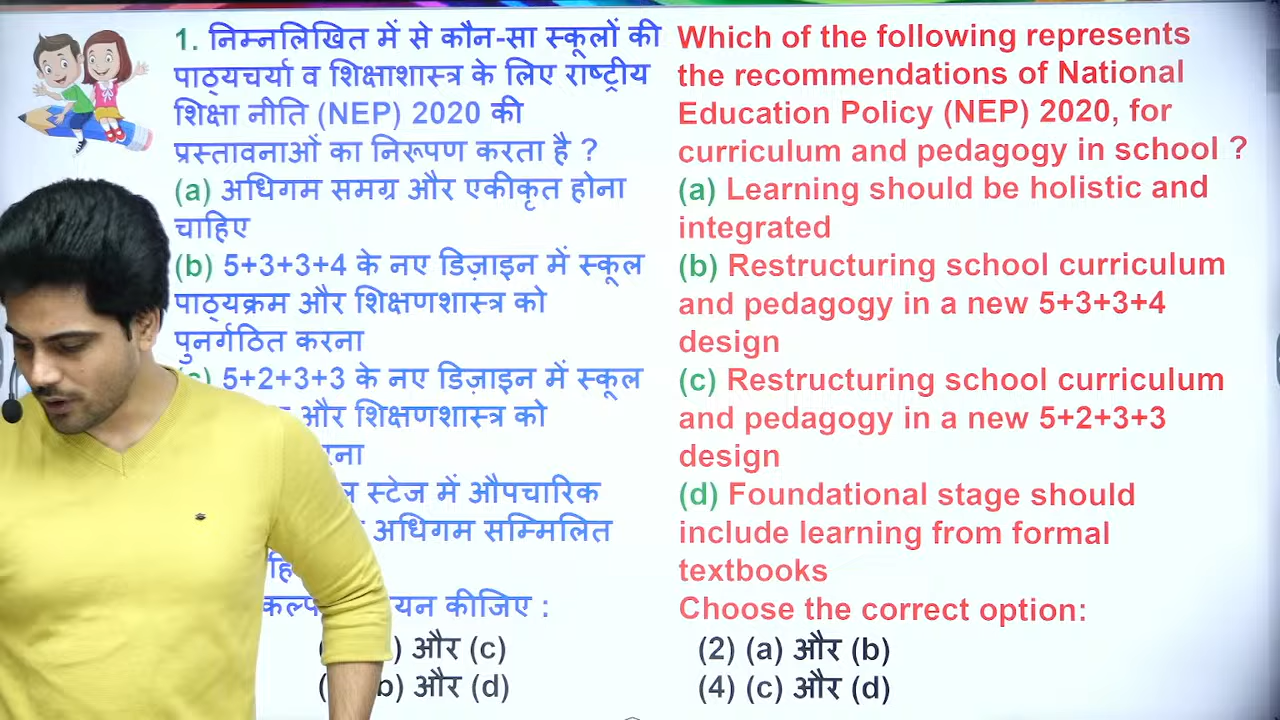 1. निम्नलिखित में से कौन-सा स्कूलों की
पाठ्यचर्या व शिक्षाशास्त्र के लिए राष्ट्रीय
शिक्षा नीति (NEP) 2020 की
प्रस्तावनाओं का निरूपण करता है ?
(a) अधिगम समग्र और एकीकृत होना
चाहिए
(b) 5+3+3+4 के नए डिज़ाइन में स्कूल
पाठ्यक्रम और शिक्षणशास्त्र को
पुनर्गठित करना
5+2+3+3 के नए डिज़ाइन में स्कूल
और शिक्षणशास्त्र को
स्टेज में औपचारिक
अधिगम सम्मिलित
कीजिए :
और (c)
और (d)
Which of the following represents
the recommendations of National
Education Policy (NEP) 2020, for
curriculum and pedagogy in school ?
(a) Learning should be holistic and
integrated
(b) Restructuring school curriculum
and pedagogy in a new 5+3+3+4
design
(c) Restructuring school curriculum
and pedagogy in a new 5+2+3+3
design
(d) Foundational stage should
include learning from formal
textbooks
Choose the correct option:
(2) (a) और (b)
(4) (c) और (d)